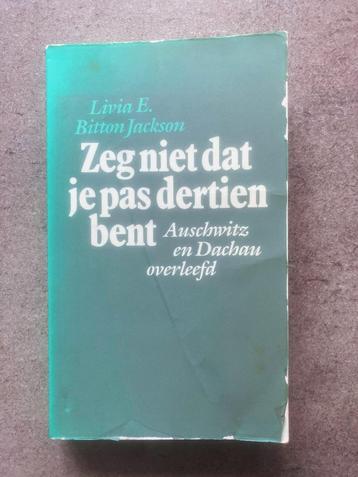 Livia E.
Bitton Jackson
Zeg niet dat
je pas dertien
bent Auschwitz
en Dachau
overleefd